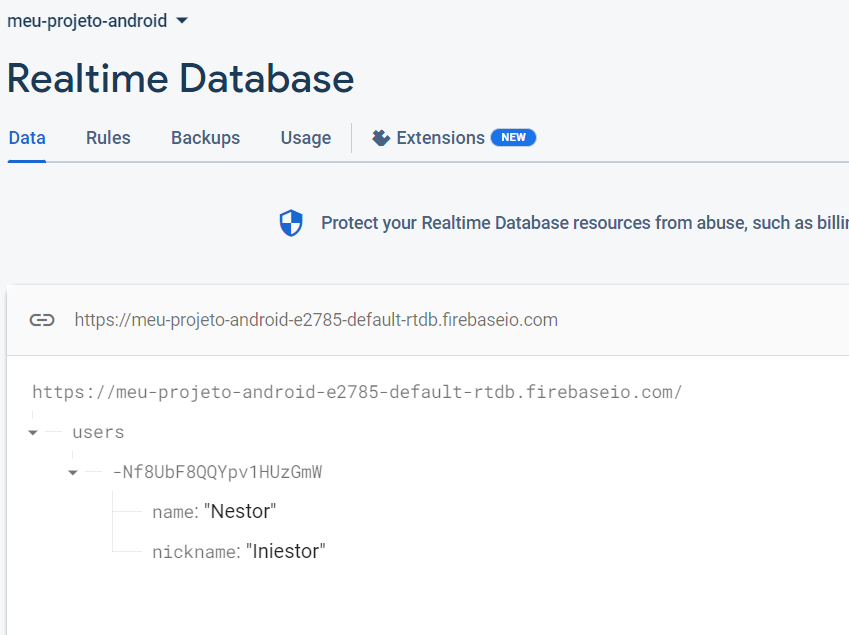 meu-projeto-android
Realtime Database
Data Rules Backups Usage Extensions NEW
Protect your Realtime Database resources from abuse, such as
https://meu-projeto-android-e2785-default-rtdb.firebaseio.com
https://meu-projeto-android-e2785-default-rtdb.firebaseio.com/
users
-Nf8UbF8QQYpv1HUzGmW
name: "Nestor"
nickname: "Iniestor"